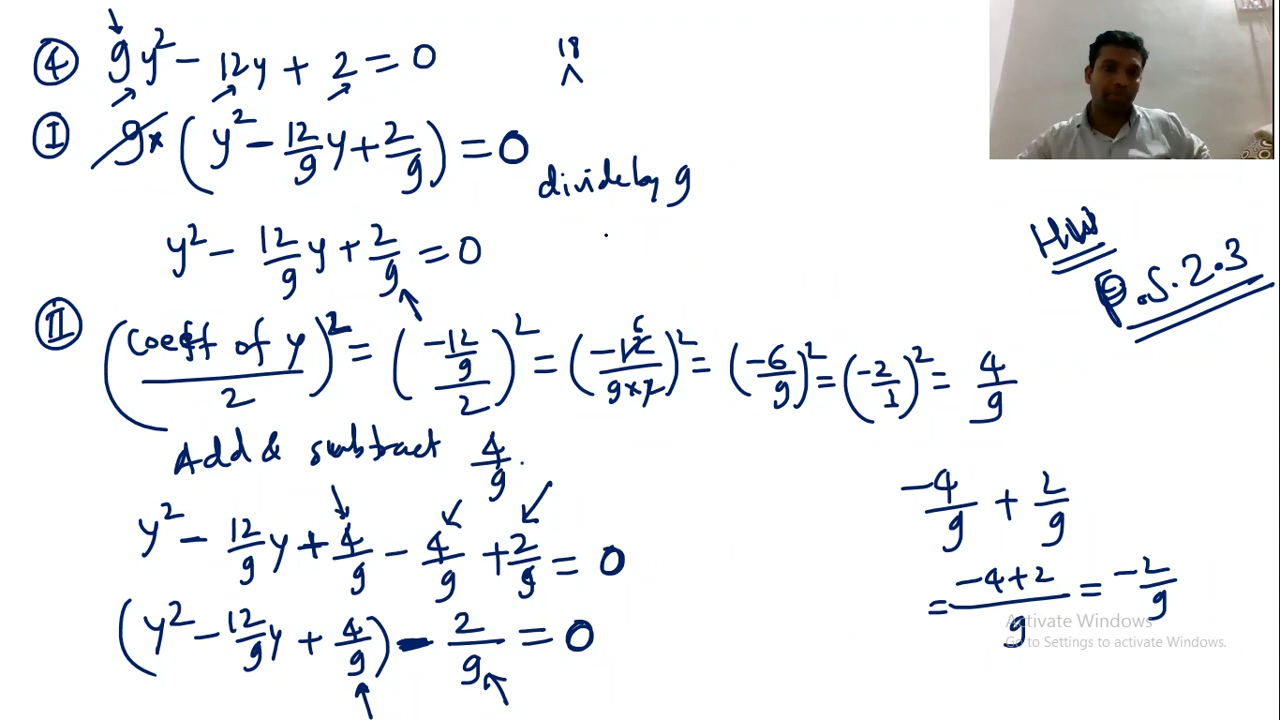 ④ 9y² - 12y + 2 = 0
18
∧
Ⓘ 9× ( y² - 12/9 y + 2/9 ) = 0
divide by 9
y² - 12/9 y + 2/9 = 0
HW
P.S. 2.3
Ⓘ︎Ⓘ ( Coeff of y / 2 )² = ( (-12/9) / 2 )² = ( -12 6 / 9×2 )² = ( -6/9 )² = ( -2/1 )² = 4/9
Add & subtract 4/9.
y² - 12/9 y + 4/9 - 4/9 + 2/9 = 0
( y² - 12/9 y + 4/9 ) - 2/9 = 0
-4/9 + 2/9
= (-4+2)/9 = -2/9
Activate Windows
Go to Settings to activate Windows.